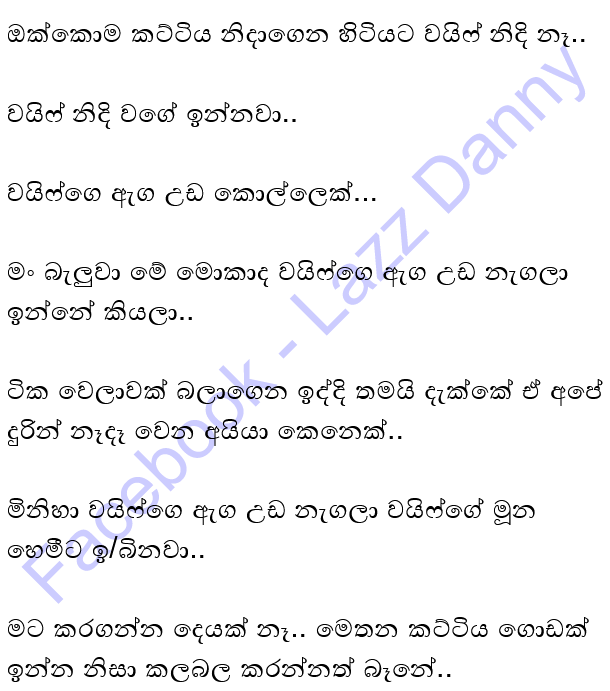 ඔක්කොම කට්ටිය නිදාගෙන හිටියට වයිෆ් නිදි නෑ..
වයිෆ් නිදි වගේ ඉන්නවා..
වයිෆ්ගෙ ඇග උඩ කොල්ලෙක්...
මං බැලුවා මේ මොකාද වයිෆ්ගෙ ඇග උඩ නැගලා
ඉන්නේ කියලා..
ටික වෙලාවක් බලාගෙන ඉද්දි තමයි දැක්කේ ඒ අපේ
දුරින් නෑදෑ වෙන අයියා කෙනෙක්..
මිනිහා වයිෆ්ගෙ ඇග උඩ නැගලා වයිෆ්ගේ මූන
හෙමීට ඉ/බිනවා..
මට කරගන්න දෙයක් නෑ.. මෙතන කට්ටිය ගොඩක්
ඉන්න නිසා කලබල කරන්නත් බෑනේ..
Facebook - Lazz Danny